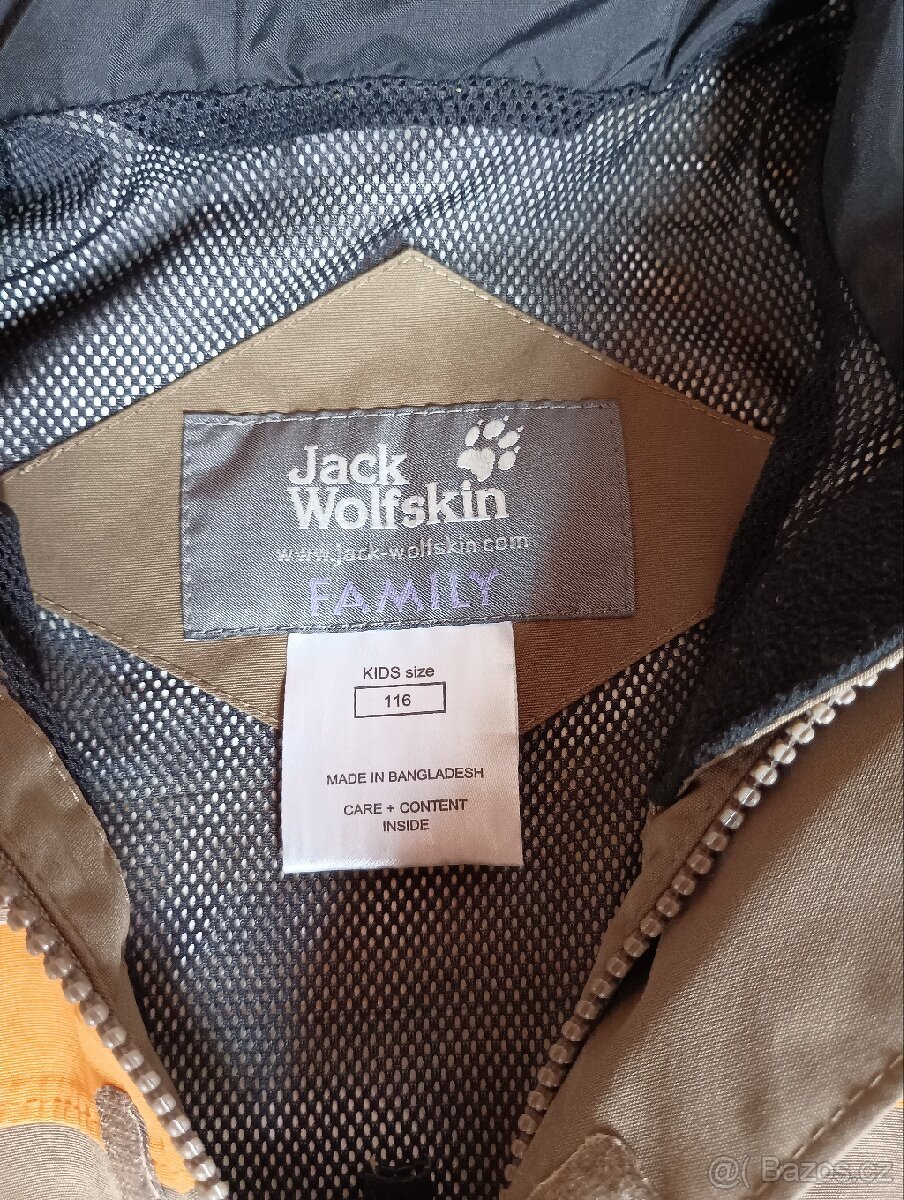 Jack
Wolfskin
www.jack-wolfskin.com
FAMILY
KIDS size
116
MADE IN BANGLADESH
CARE + CONTENT
INSIDE
@ Bazos.cz